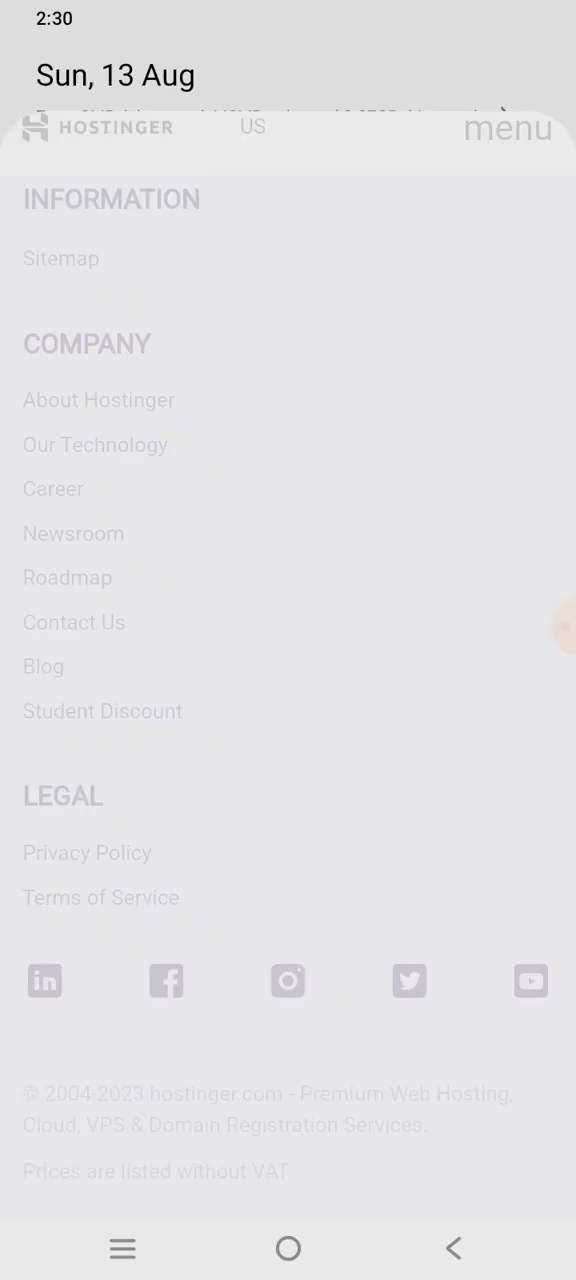 2:30
Sun, 13 Aug
HOSTINGER US menu
INFORMATION
Sitemap
COMPANY
About Hostinger
Our Technology
Career
Newsroom
Roadmap
Contact Us
Blog
Student Discount
LEGAL
Privacy Policy
Terms of Service
in
© 2004-2023 hostinger.com - Premium Web Hosting,
Cloud, VPS & Domain Registration Services.
Prices are listed without VAT